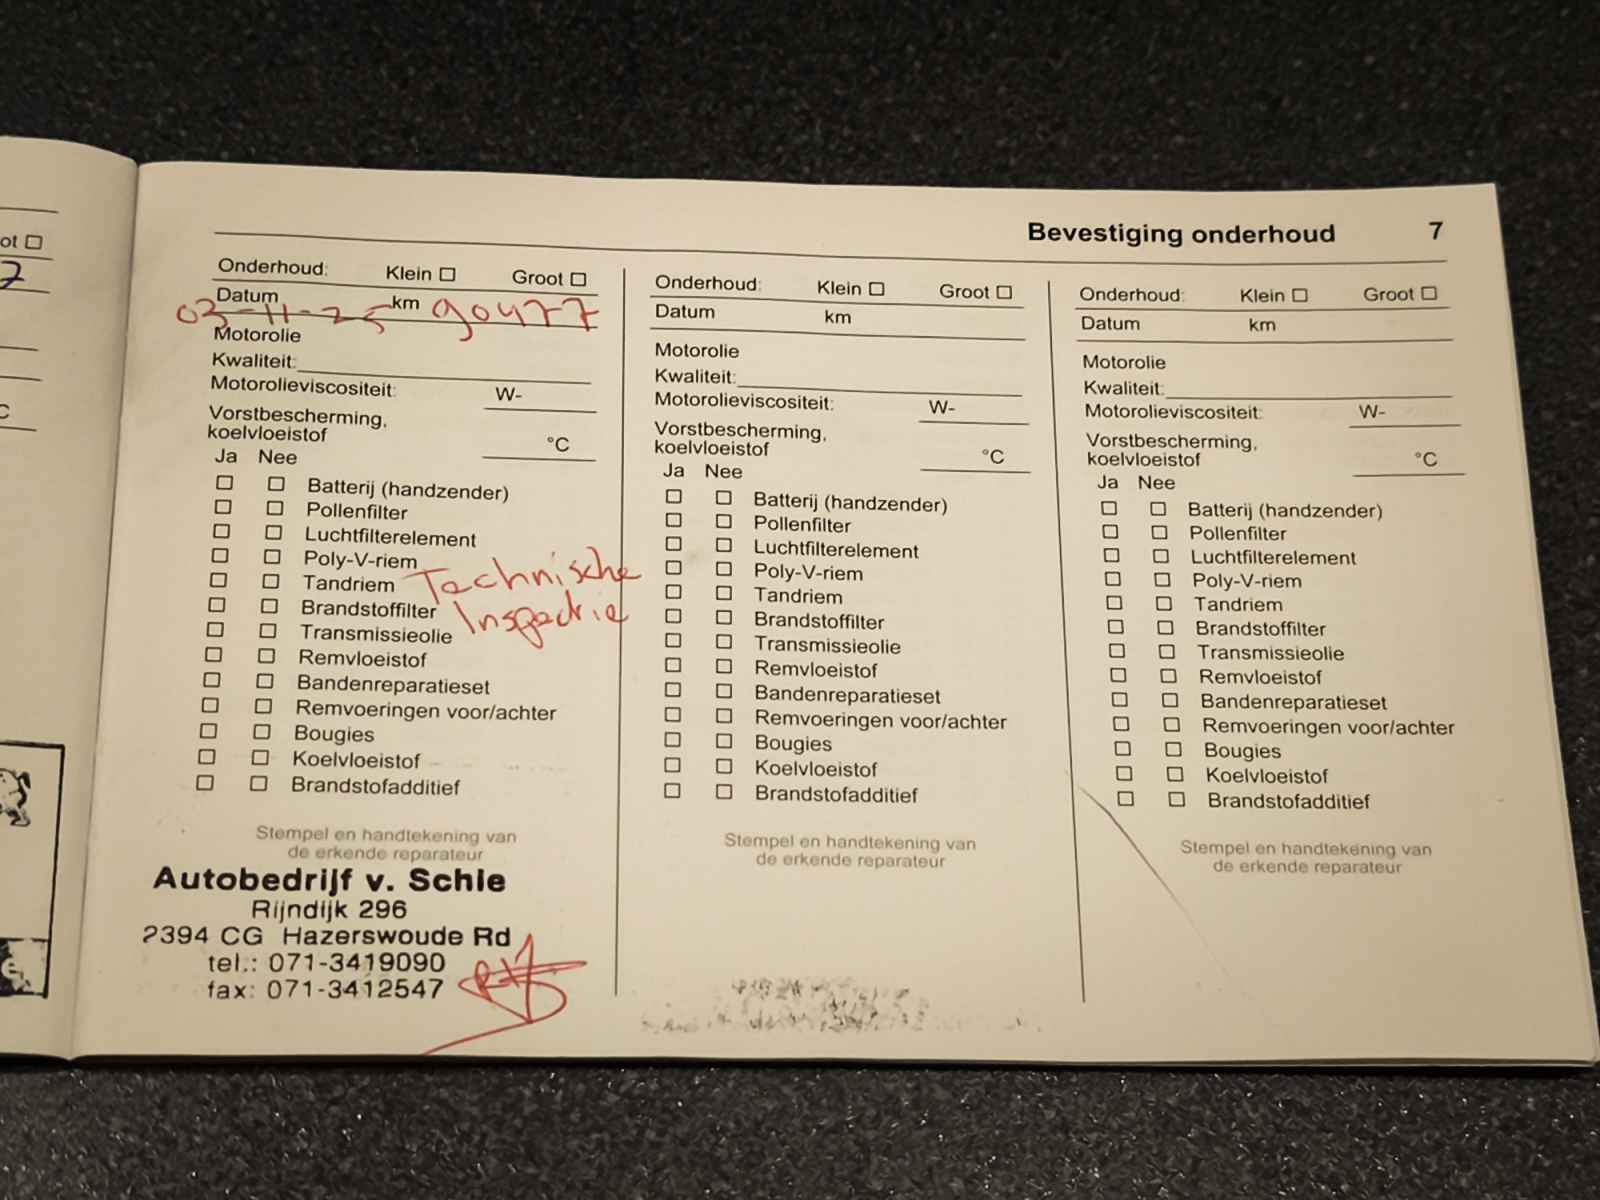 ot
7
C
Bevestiging onderhoud 7
Onderhoud: Klein Groot
Datum km
03-11-25 90477
Motorolie
Kwaliteit:
Motorolieviscositeit: W-
Vorstbescherming,
koelvloeistof °C
Ja Nee
Batterij (handzender)
Pollenfilter
Luchtfilterelement
Poly-V-riem
Tandriem Technische
Brandstoffilter Inspectie
Transmissieolie
Remvloeistof
Bandenreparatieset
Remvoeringen voor/achter
Bougies
Koelvloeistof
Brandstofadditief
Stempel en handtekening van
de erkende reparateur
Autobedrijf v. Schie
Rijndijk 296
2394 CG Hazerswoude Rd
tel.: 071-3419090
fax: 071-3412547
Onderhoud: Klein Groot
Datum km
Motorolie
Kwaliteit:
Motorolieviscositeit: W-
Vorstbescherming,
koelvloeistof °C
Ja Nee
Batterij (handzender)
Pollenfilter
Luchtfilterelement
Poly-V-riem
Tandriem
Brandstoffilter
Transmissieolie
Remvloeistof
Bandenreparatieset
Remvoeringen voor/achter
Bougies
Koelvloeistof
Brandstofadditief
Stempel en handtekening van
de erkende reparateur
Onderhoud: Klein Groot
Datum km
Motorolie
Kwaliteit:
Motorolieviscositeit: W-
Vorstbescherming,
koelvloeistof °C
Ja Nee
Batterij (handzender)
Pollenfilter
Luchtfilterelement
Poly-V-riem
Tandriem
Brandstoffilter
Transmissieolie
Remvloeistof
Bandenreparatieset
Remvoeringen voor/achter
Bougies
Koelvloeistof
Brandstofadditief
Stempel en handtekening van
de erkende reparateur